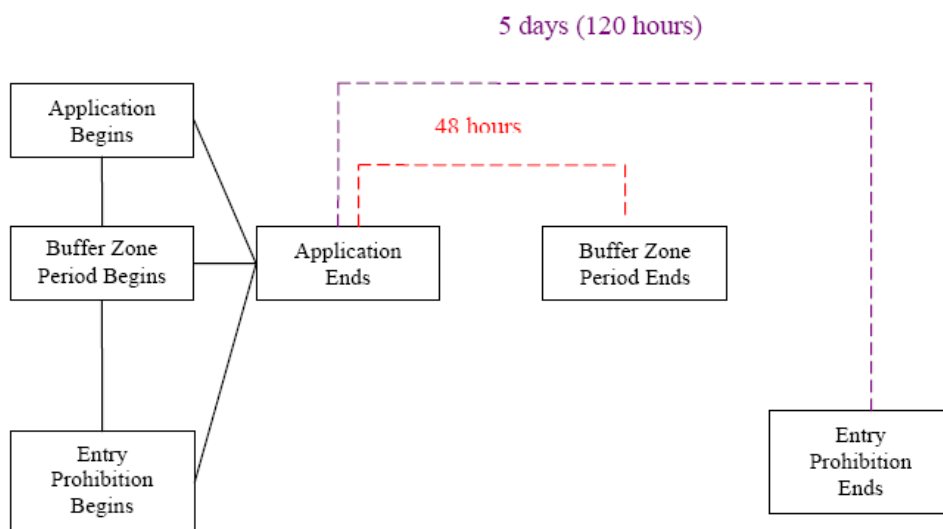 5 days (120 hours)
48 hours
Application
Begins
Buffer Zone
Period Begins
Application
Ends
Buffer Zone
Period Ends
Entry
Prohibition
Begins
Entry
Prohibition
Ends